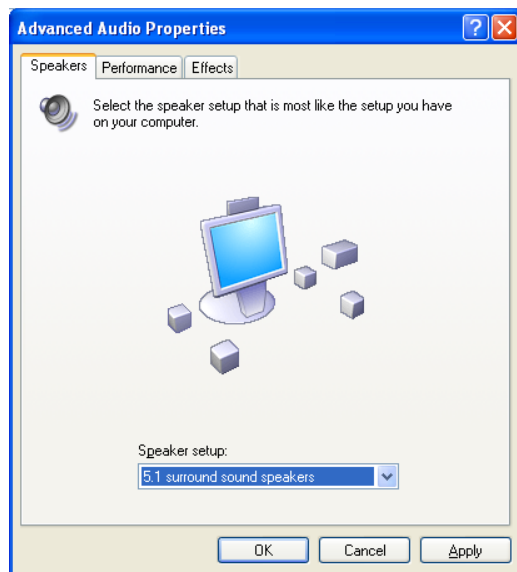 Advanced Audio Properties
Speakers Performance Effects
Select the speaker setup that is most like the setup you have
on your computer.
Speaker setup:
5.1 surround sound speakers
OK Cancel Apply